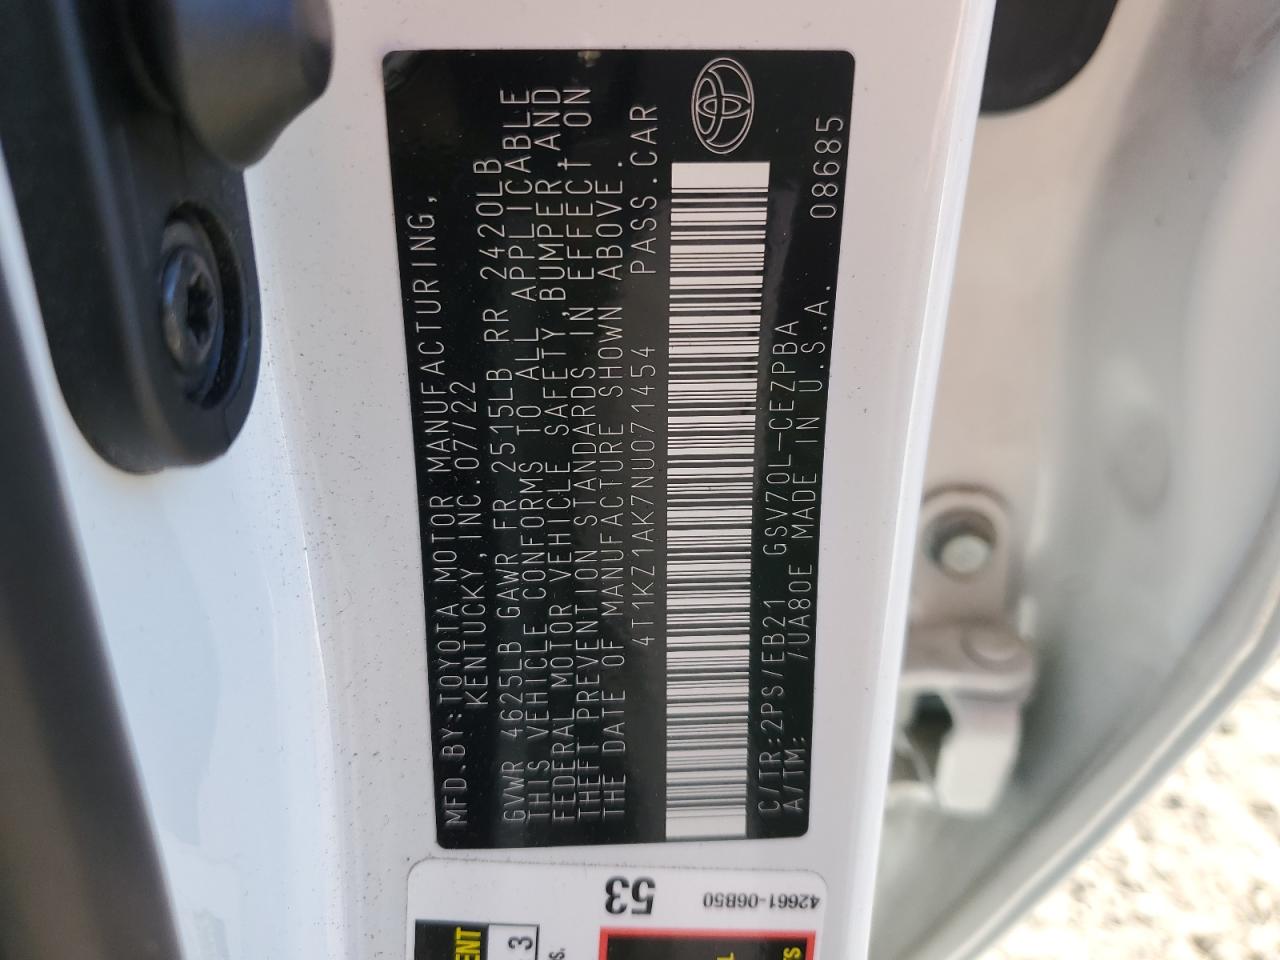 MFD.BY:TOYOTA MOTOR MANUFACTURING,
KENTUCKY,INC.07/22
GVWR 4625LB GAWR FR 2515LB RR 2420LB
THIS VEHICLE CONFORMS TO ALL APPLICABLE
FEDERAL MOTOR VEHICLE SAFETY,BUMPER,AND
THEFT PREVENTION STANDARDS IN EFFECT ON
THE DATE OF MANUFACTURE SHOWN ABOVE.
4T1KZ1AK7NU071454 PASS.CAR
C/TR:2PS/EB21 GSV70L-CEZPBA
A/TM: /UA80E MADE IN U.S.A. 08685
53
42661-06B50
3